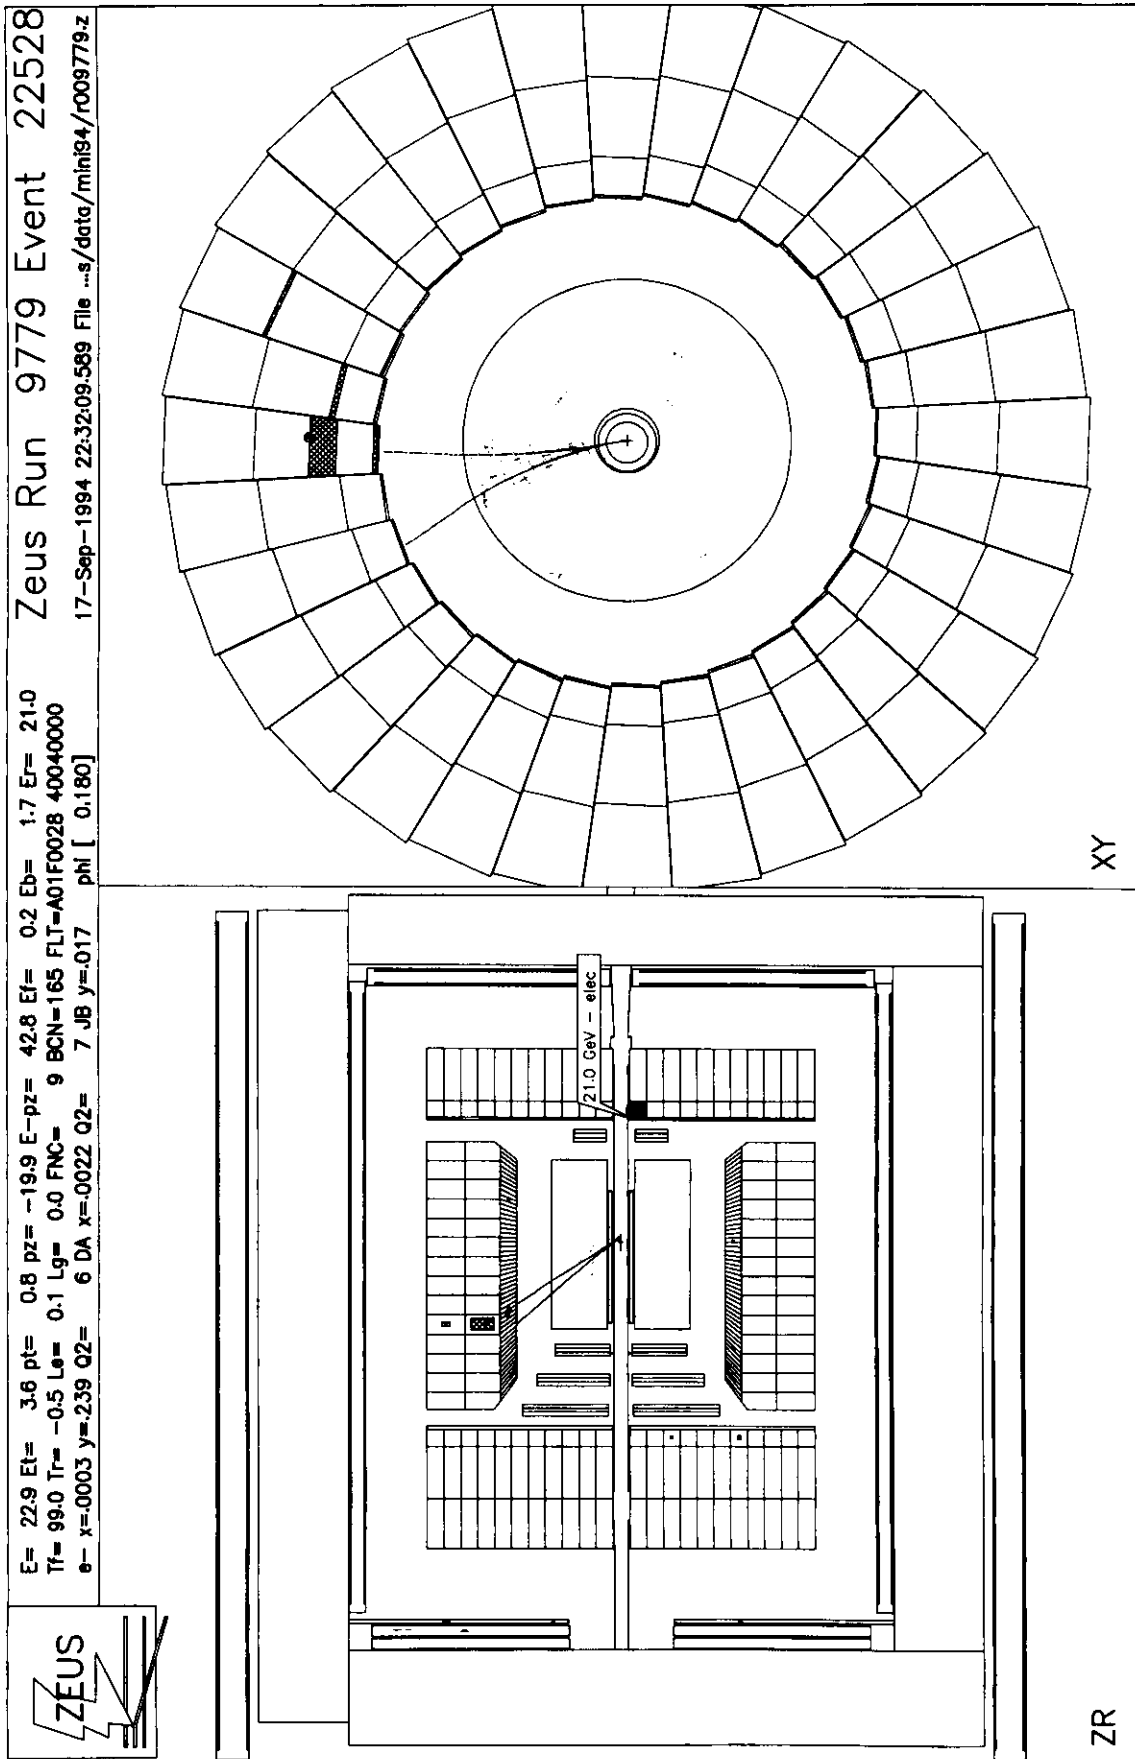 ZEUS
E= 22.9 Et= 3.6 pt= 0.8 pz= -19.9 E-pz= 42.8 Ef= 0.2 Eb= 1.7 Er= 21.0
Tf= 99.0 Tr= -0.5 Le= 0.1 Lg= 0.0 FNC= 9 BCN=165 FLT=A01F0028 40040000
e- x=.0003 y=.239 Q2= 6 DA x=.0022 Q2= 7 JB y=.017 phi [ 0.180]
Zeus Run 9779 Event 22528
17-Sep-1994 22:32:09.589 File ...s/data/mini94/r009779.z
21.0 GeV - elec
ZR
XY